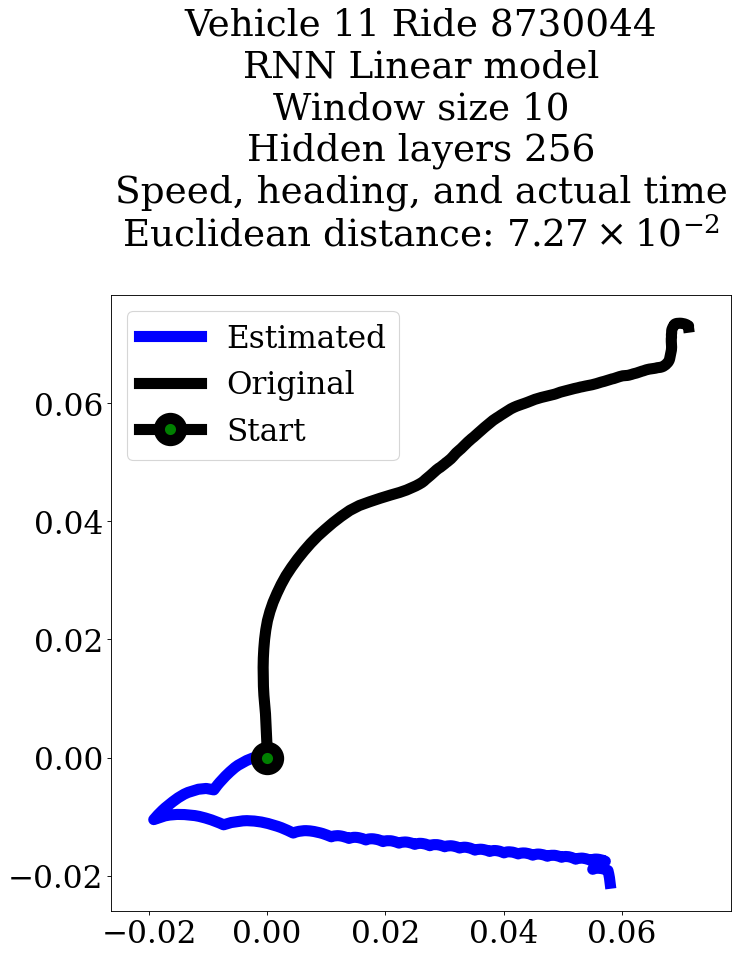 Vehicle 11 Ride 8730044
RNN Linear model
Window size 10
Hidden layers 256
Speed, heading, and actual time
Euclidean distance: 7.27 × 10⁻²
Estimated
Original
Start
0.06
0.04
0.02
0.00
−0.02
−0.02 0.00 0.02 0.04 0.06